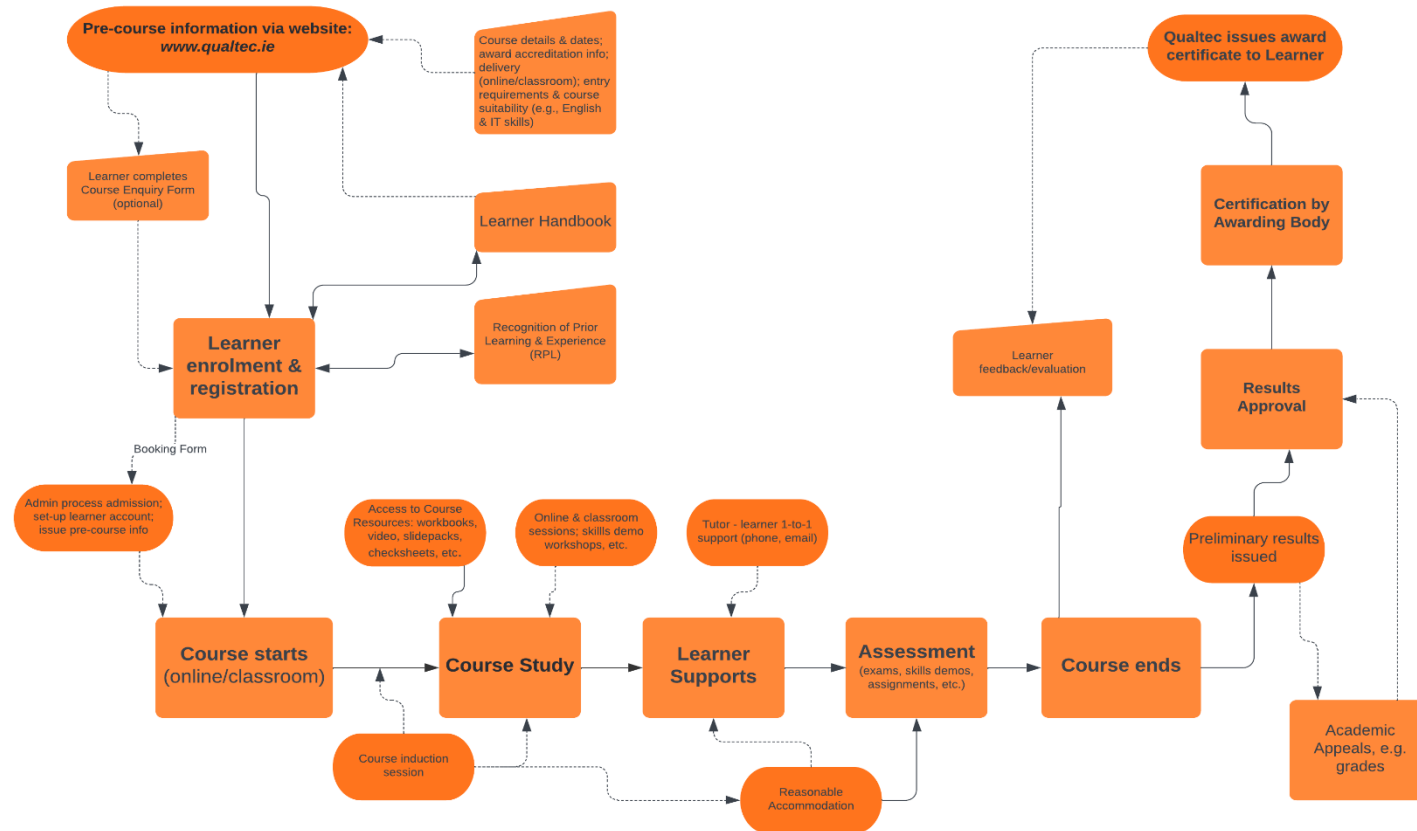 Pre-course information via website:
www.qualtec.ie
Course details & dates;
award accreditation info;
delivery
(online/classroom); entry
requirements & course
suitability (e.g., English
& IT skills)
Qualtec issues award
certificate to Learner
Learner completes
Course Enquiry Form
(optional)
Learner Handbook
Certification by
Awarding Body
Recognition of Prior
Learning & Experience
(RPL)
Learner
enrolment &
registration
Learner
feedback/evaluation
Results
Approval
Booking Form
Admin process admission;
set-up learner account;
issue pre-course info
Access to Course
Resources: workbooks,
video, slidepacks,
checksheets, etc.
Online & classroom
sessions; skillls demo
workshops, etc.
Tutor - learner 1-to-1
support (phone, email)
Preliminary results
issued
Course starts
(online/classroom)
Course Study
Learner
Supports
Assessment
(exams, skills demos,
assignments, etc.)
Course ends
Course induction
session
Reasonable
Accommodation
Academic
Appeals, e.g.
grades